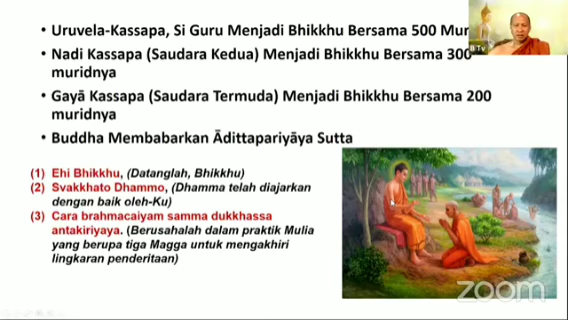 • Uruvela-Kassapa, Si Guru Menjadi Bhikkhu Bersama 500
• Nadi Kassapa (Saudara Kedua) Menjadi Bhikkhu Bersama 300
muridnya
• Gayā Kassapa (Saudara Termuda) Menjadi Bhikkhu Bersama 200
muridnya
• Buddha Membabarkan Ādittapariyāya Sutta
(1) Ehi Bhikkhu, (Datanglah, Bhikkhu)
(2) Svakkhato Dhammo, (Dhamma telah diajarkan
dengan baik oleh-Ku)
(3) Cara brahmacaiyam samma dukkhassa
antakiriyaya. (Berusahalah dalam praktik Mulia
yang berupa tiga Magga untuk mengakhiri
lingkaran penderitaan)
zoom